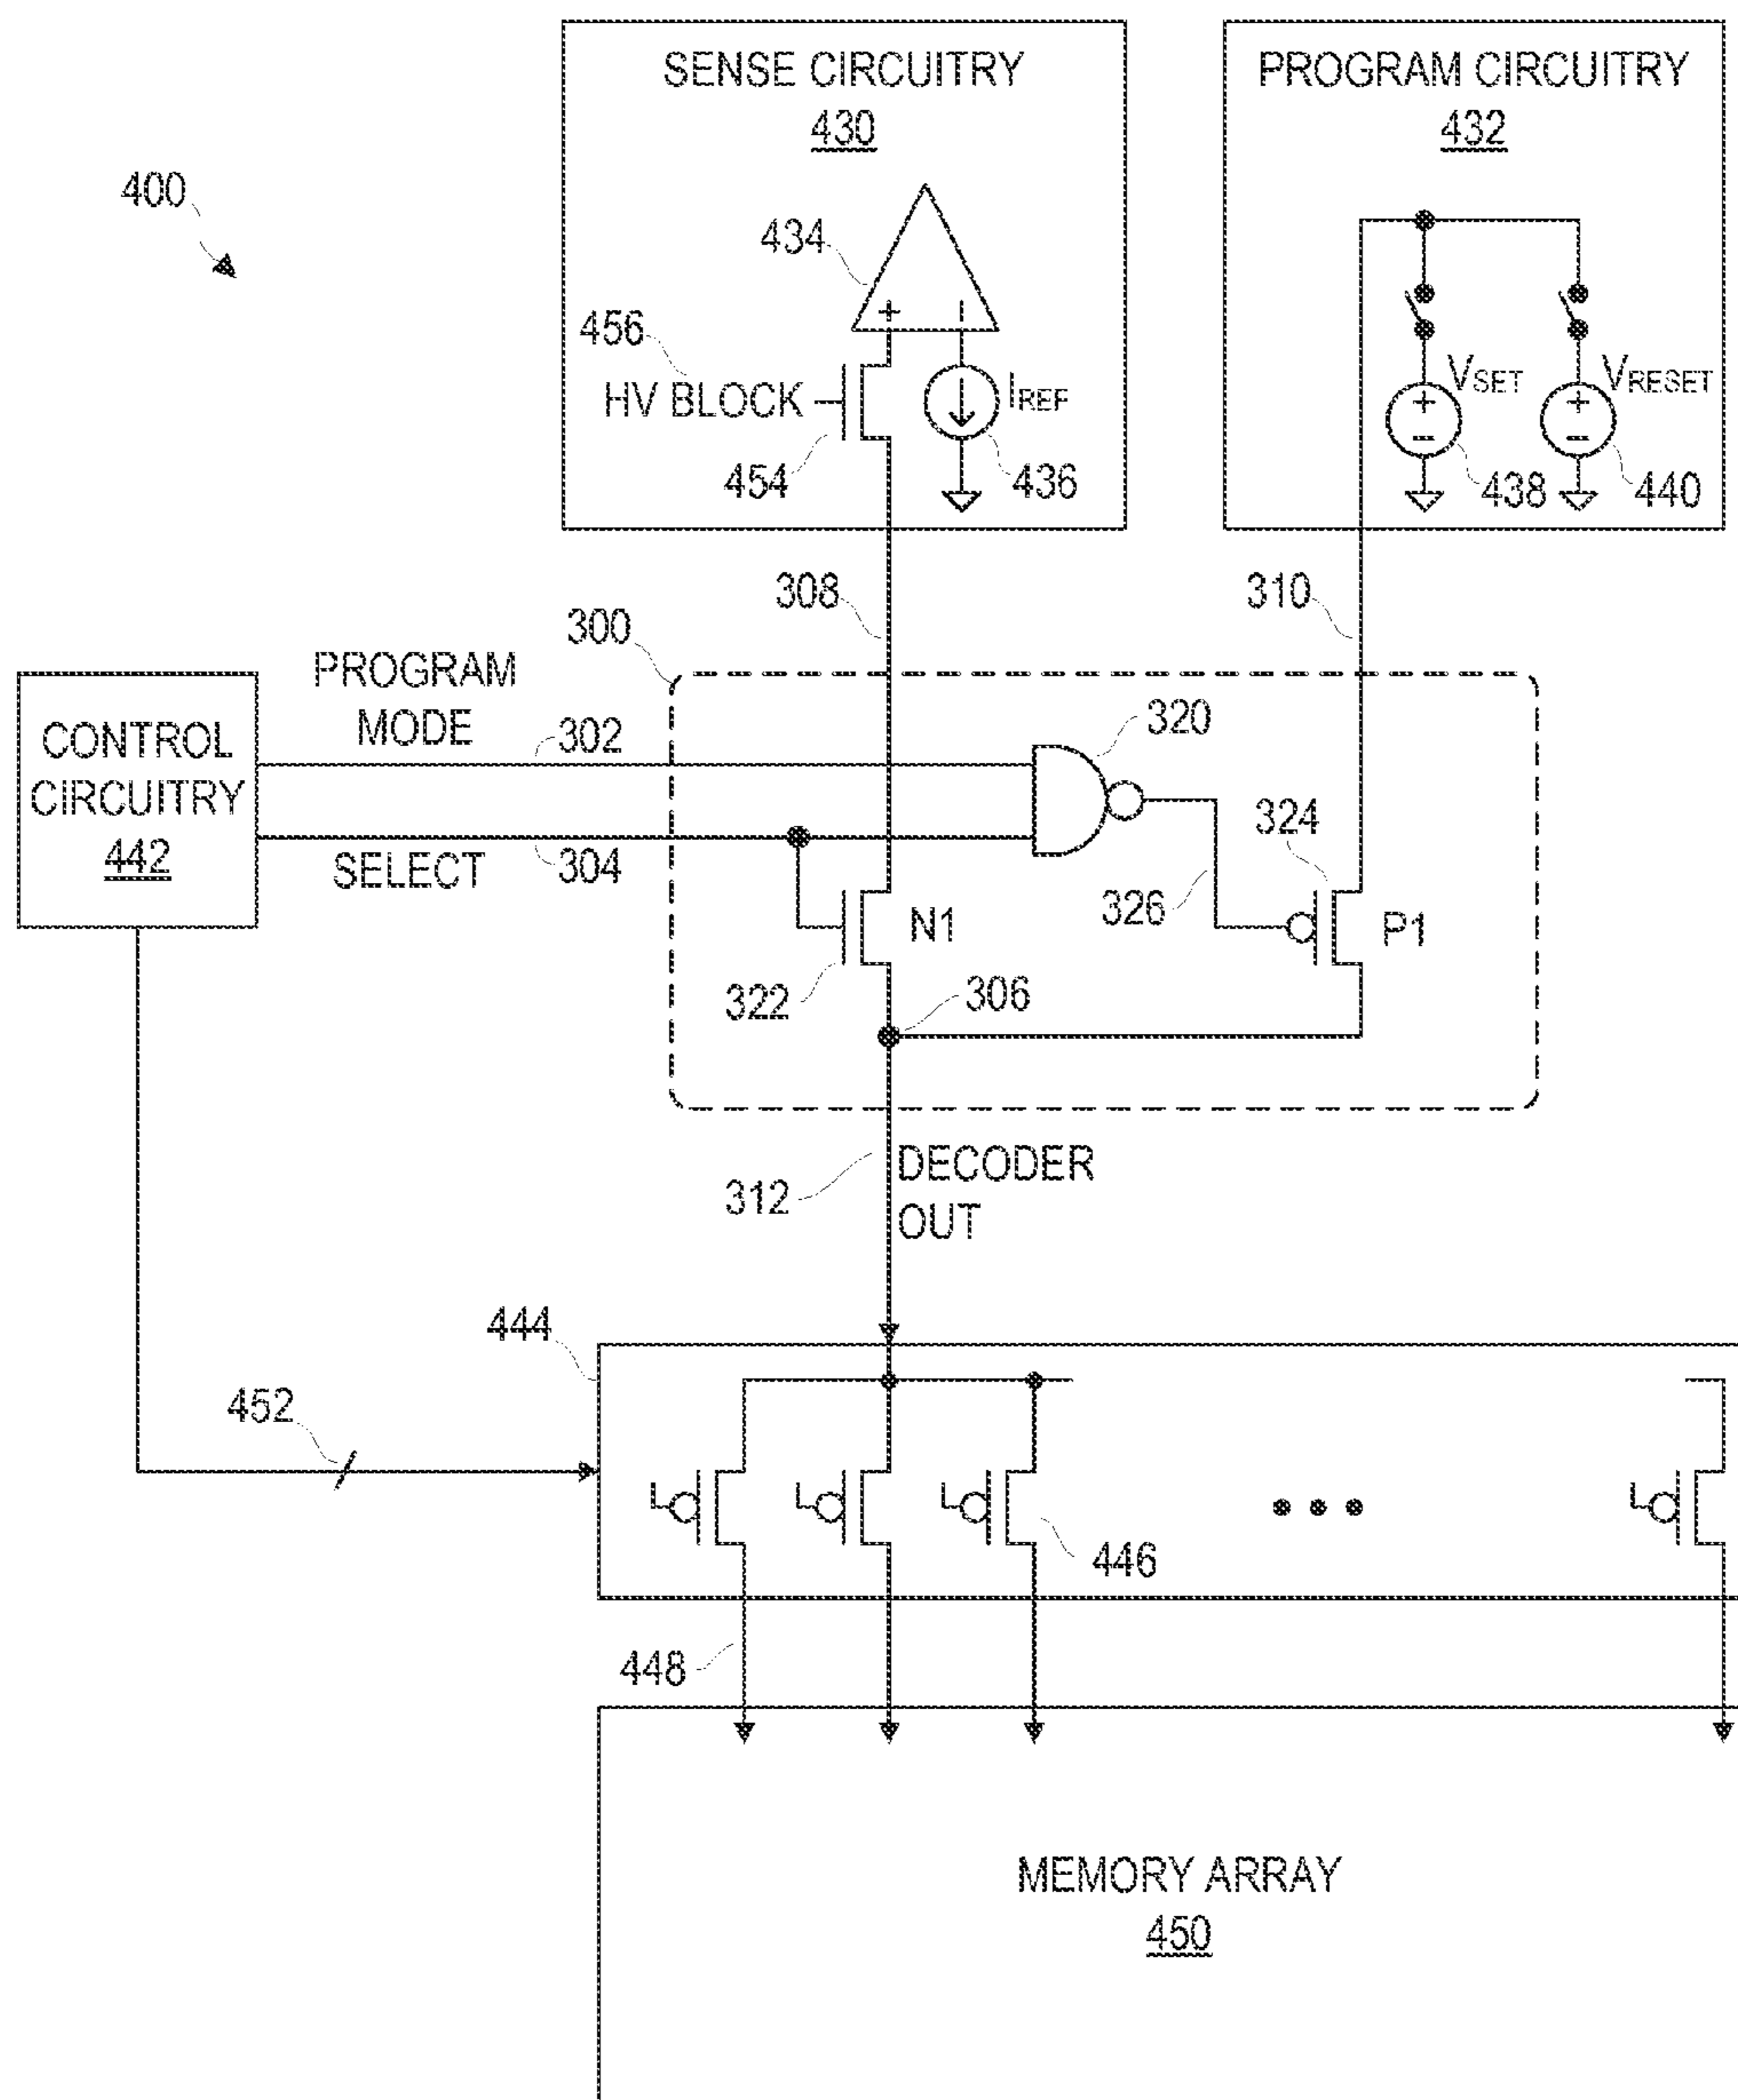 SENSE CIRCUITRY
430
PROGRAM CIRCUITRY
432
400
434
+
−
456
HV BLOCK
454
IREF
436
VSET
+
−
438
VRESET
+
−
440
308
310
300
PROGRAM
MODE
302
CONTROL
CIRCUITRY
442
SELECT
304
320
324
326
N1
P1
322
306
DECODER
OUT
312
444
452
446
448
MEMORY ARRAY
450